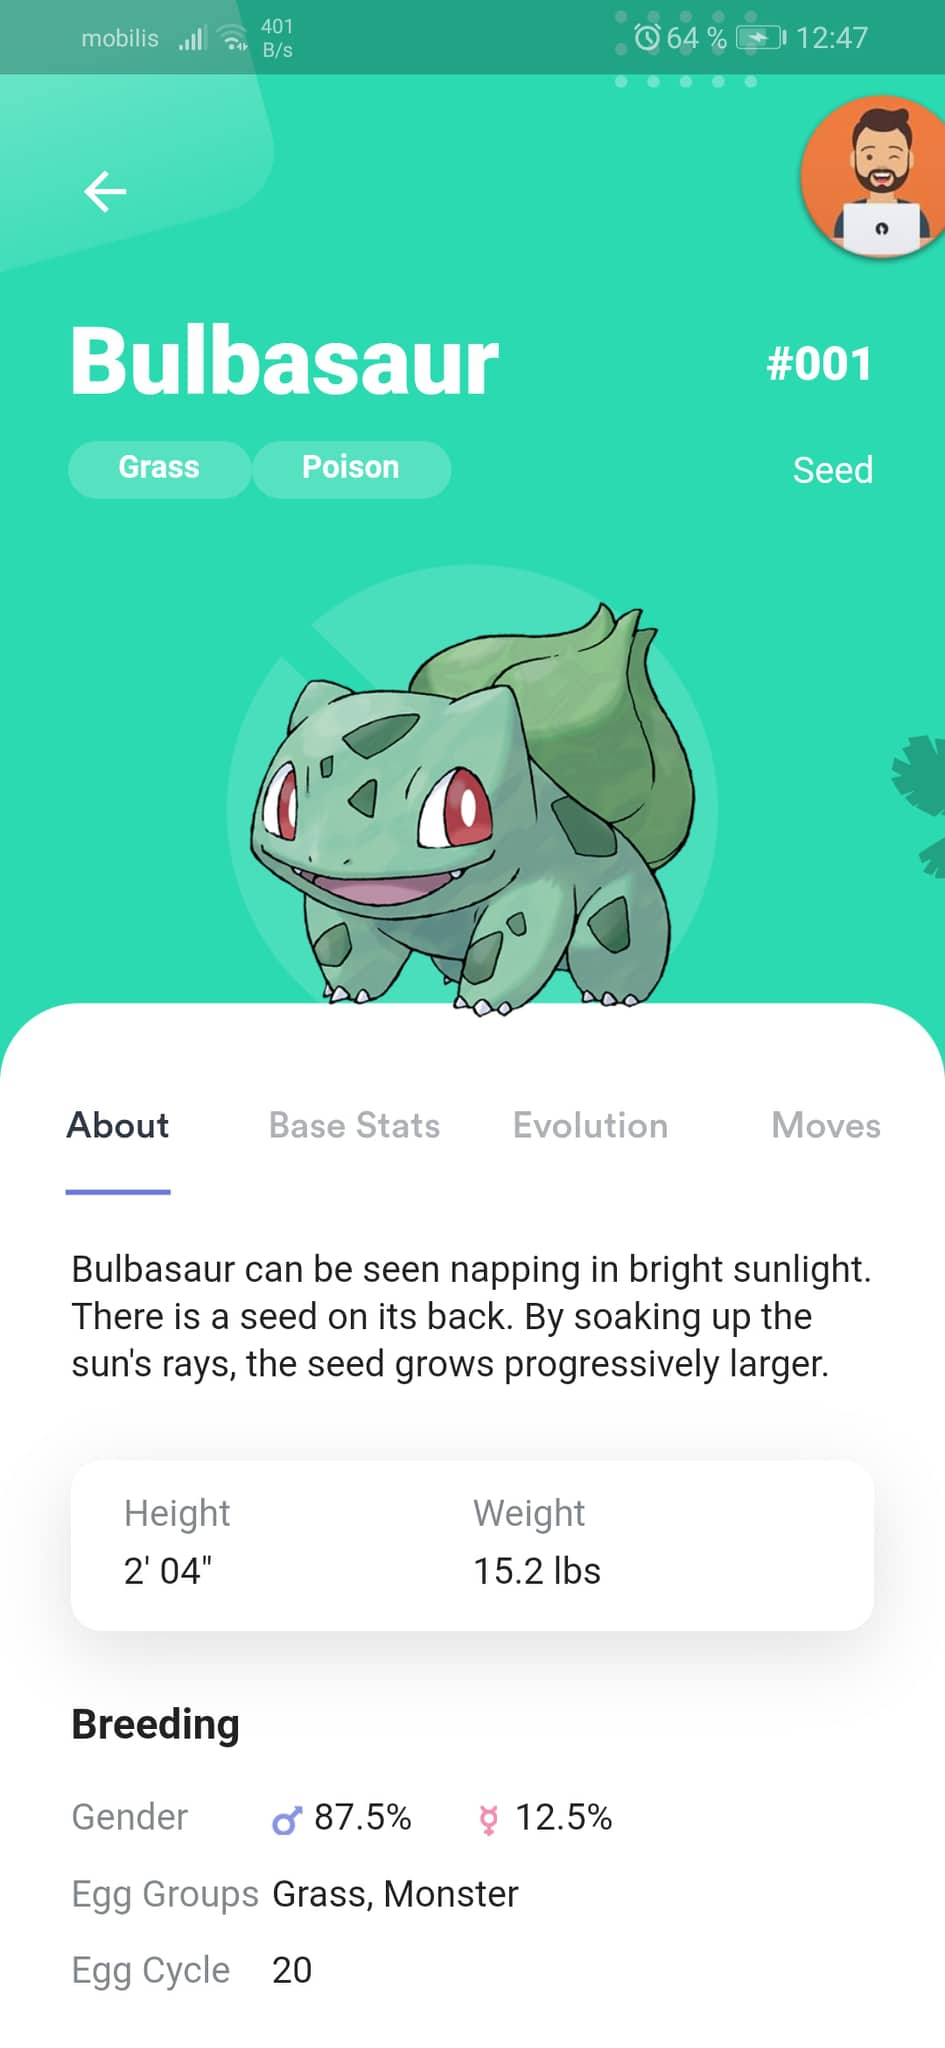 mobilis 401 B/s 64 % 12:47
Bulbasaur #001
Grass Poison Seed
About Base Stats Evolution Moves
Bulbasaur can be seen napping in bright sunlight.
There is a seed on its back. By soaking up the
sun's rays, the seed grows progressively larger.
Height Weight
2' 04" 15.2 lbs
Breeding
Gender ♂ 87.5% ☿ 12.5%
Egg Groups Grass, Monster
Egg Cycle 20